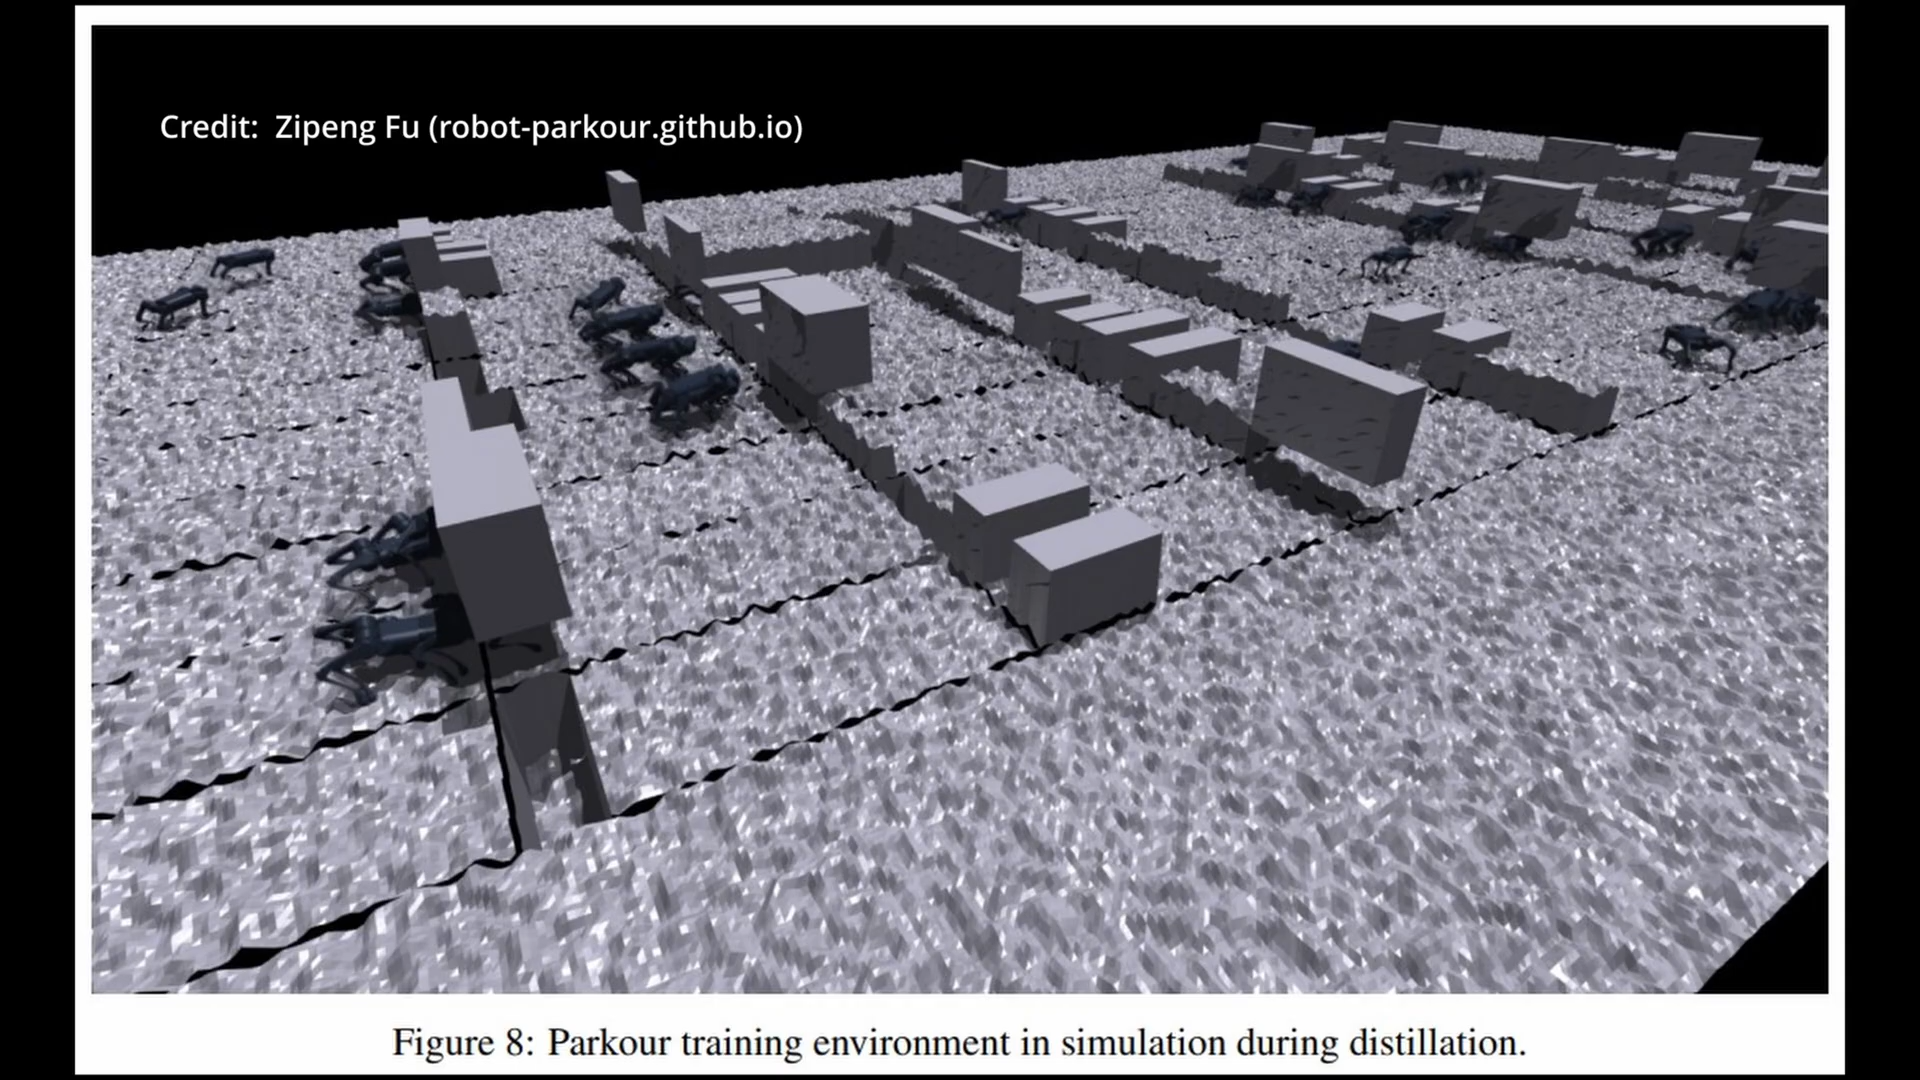 Credit: Zipeng Fu (robot-parkour.github.io)
Figure 8: Parkour training environment in simulation during distillation.